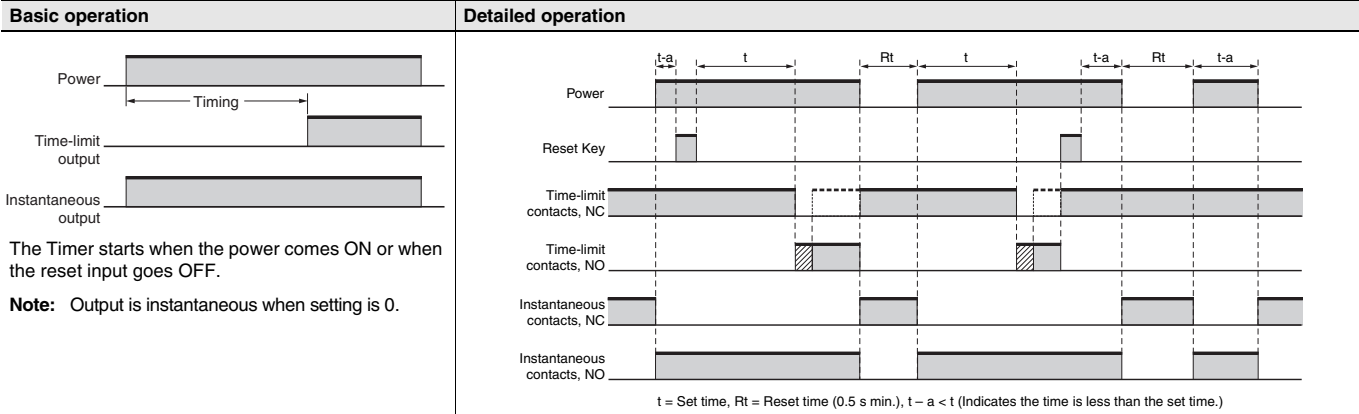 Basic operation
Detailed operation
Power
Timing
Time-limit
output
Instantaneous
output
The Timer starts when the power comes ON or when
the reset input goes OFF.
Note: Output is instantaneous when setting is 0.
t-a
t
Rt
t
t-a
Rt
t-a
Power
Reset Key
Time-limit
contacts, NC
Time-limit
contacts, NO
Instantaneous
contacts, NC
Instantaneous
contacts, NO
t = Set time, Rt = Reset time (0.5 s min.), t – a < t (Indicates the time is less than the set time.)